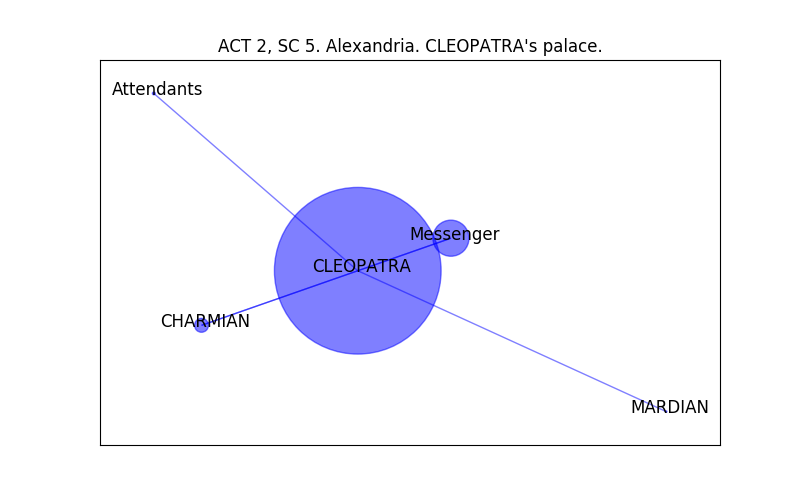 ACT 2, SC 5. Alexandria. CLEOPATRA's palace.
Attendants
Messenger
CLEOPATRA
CHARMIAN
MARDIAN